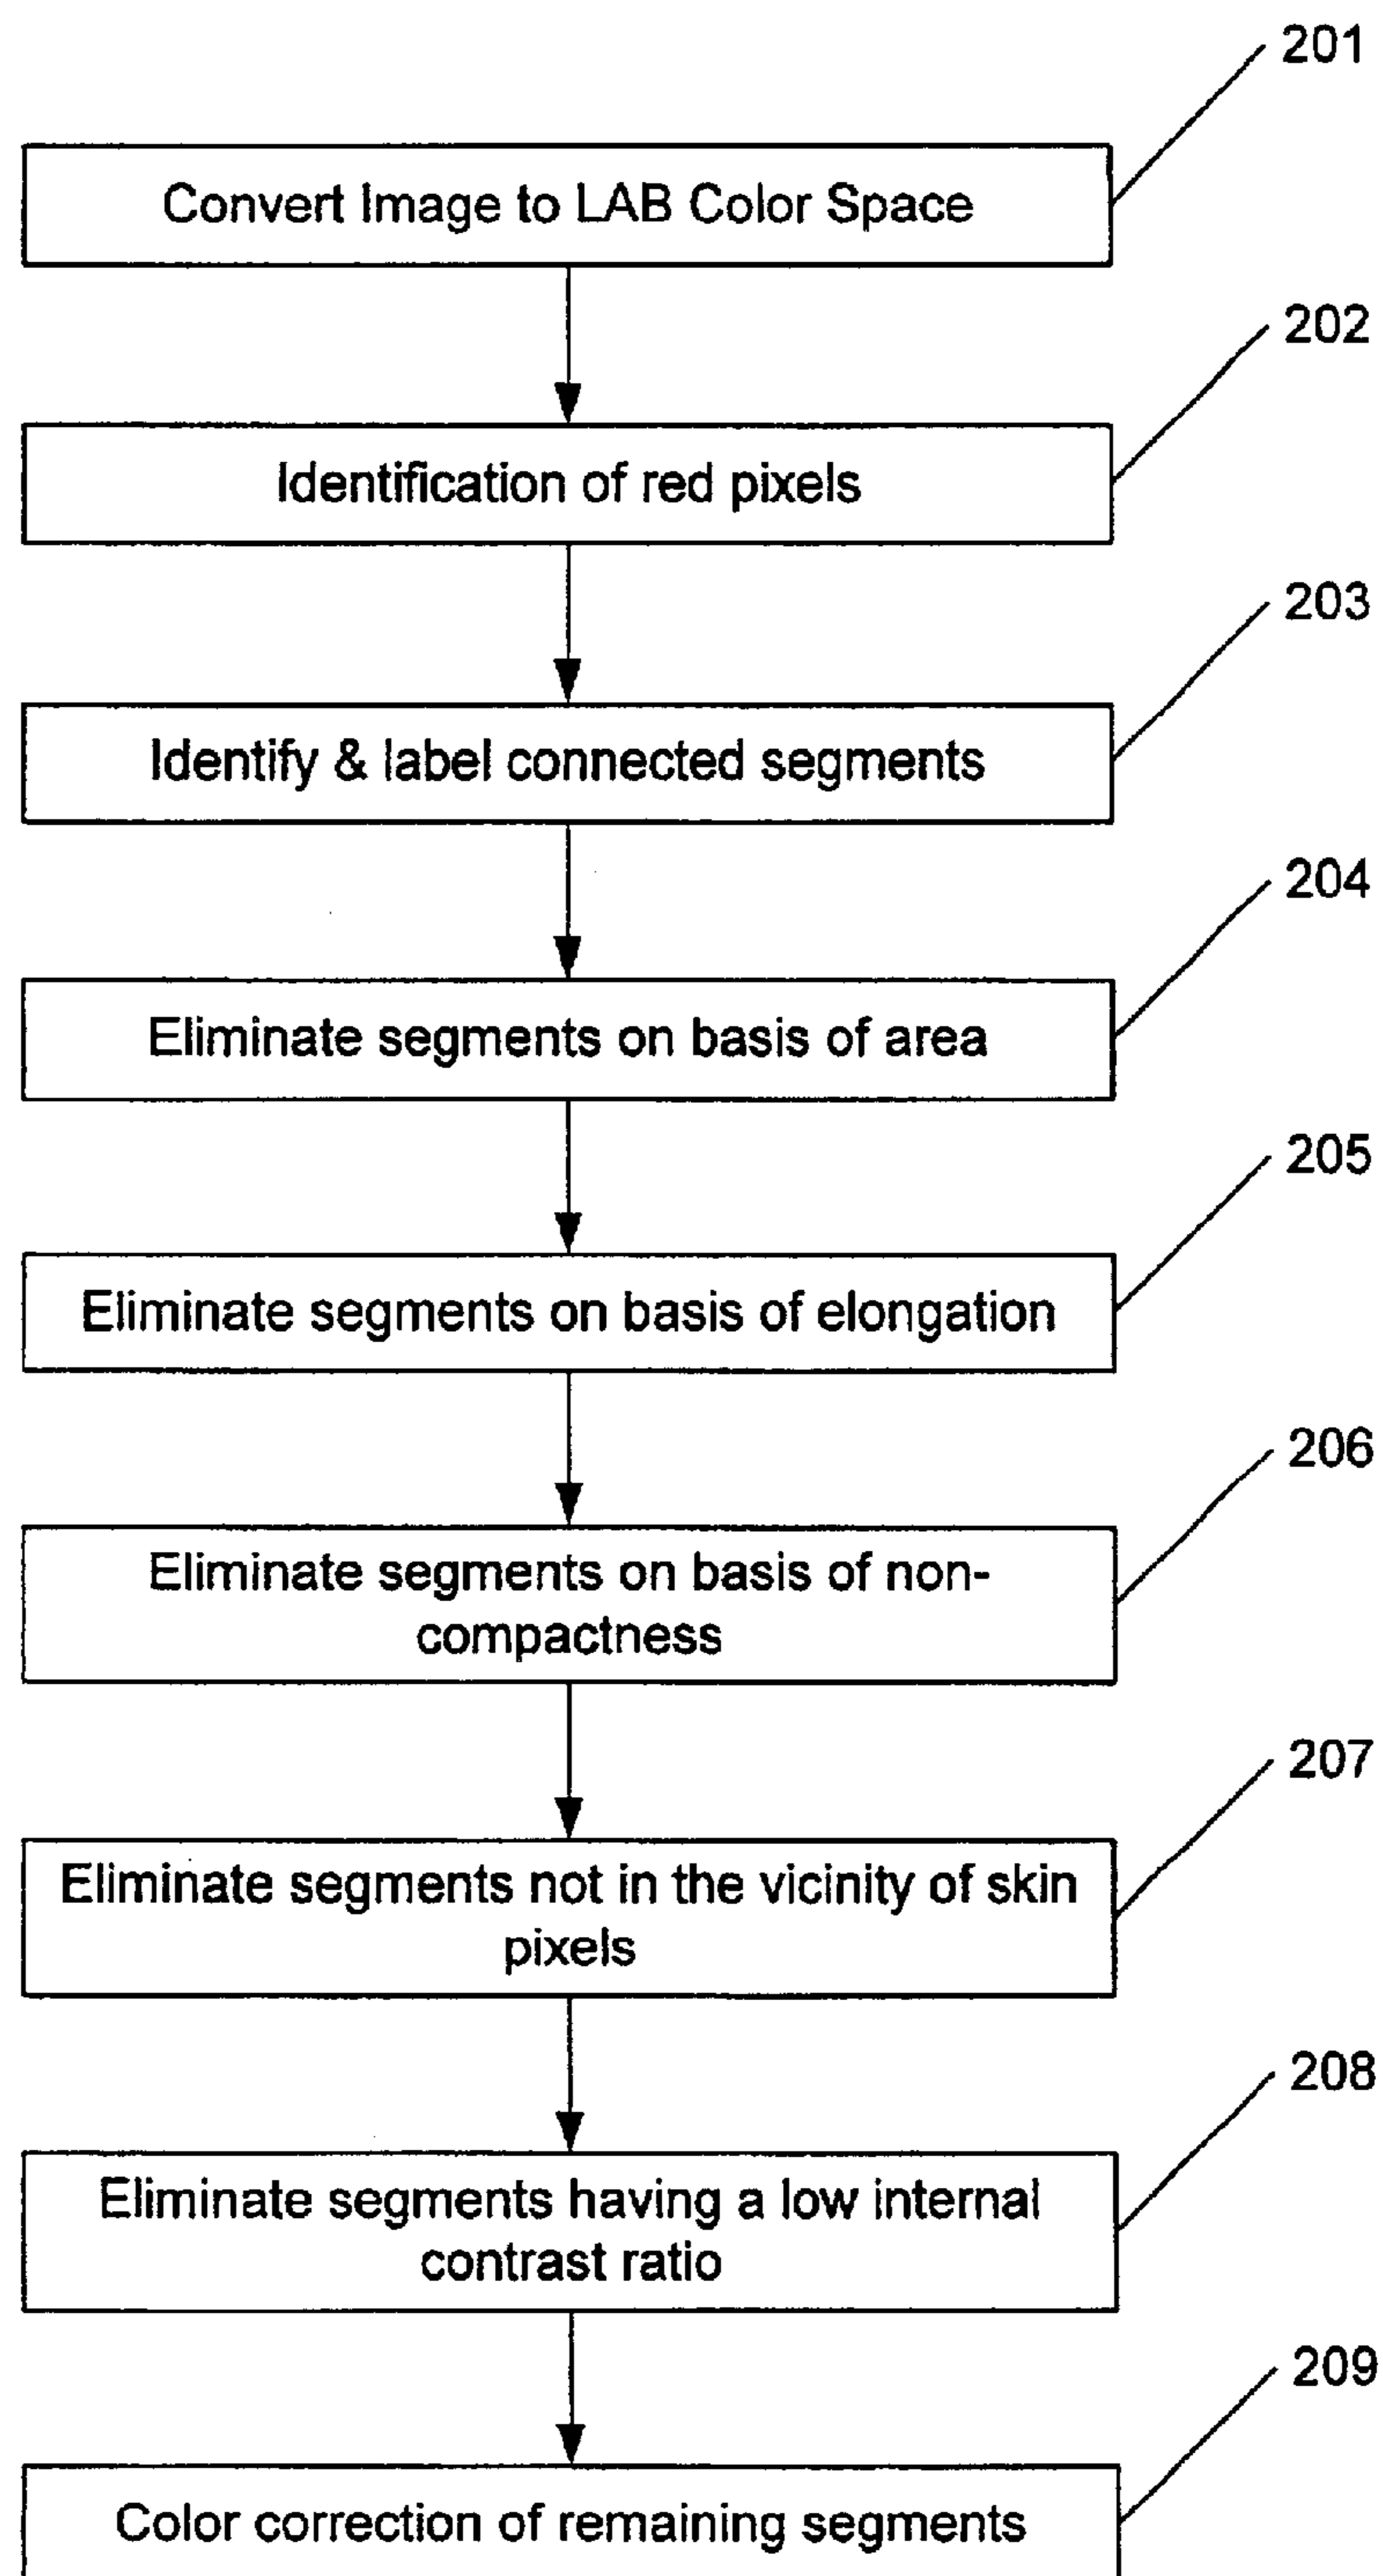 201
Convert Image to LAB Color Space
202
Identification of red pixels
203
Identify & label connected segments
204
Eliminate segments on basis of area
205
Eliminate segments on basis of elongation
206
Eliminate segments on basis of non-
compactness
207
Eliminate segments not in the vicinity of skin
pixels
208
Eliminate segments having a low internal
contrast ratio
209
Color correction of remaining segments